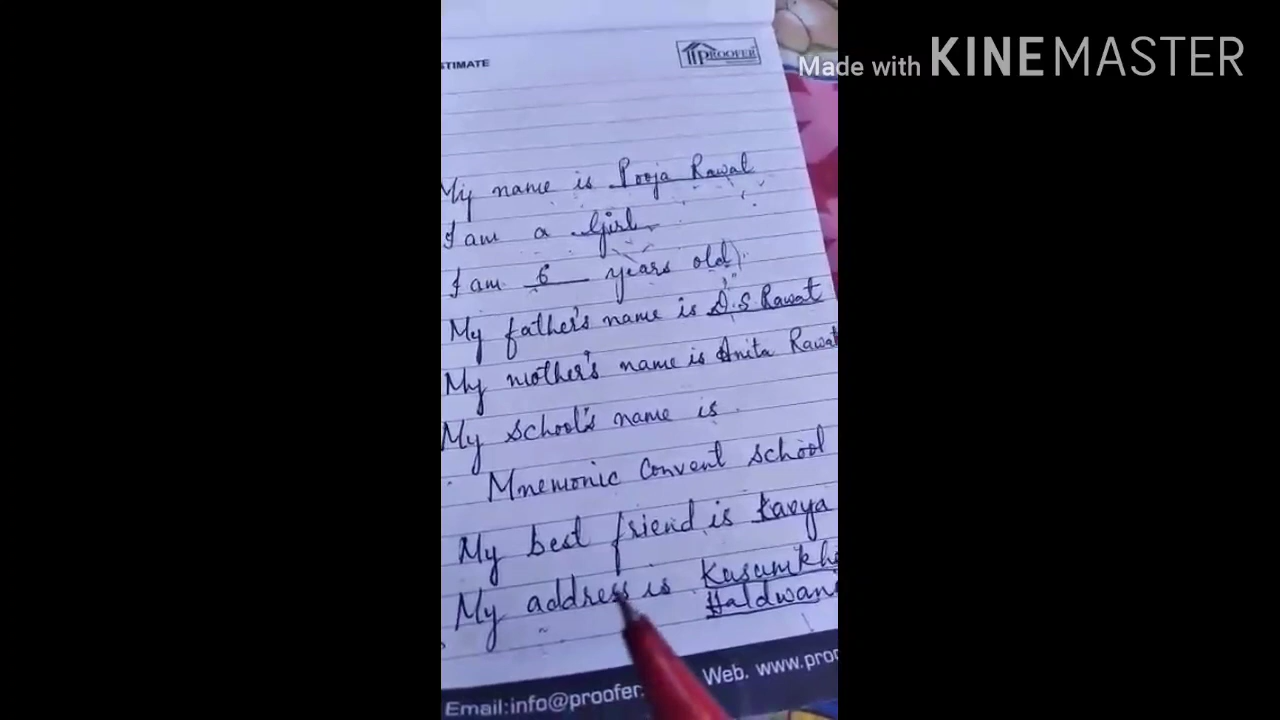 Made with KINEMASTER
STIMATE
PROOFER
My name is Pooja Rawat
I am a Girl
I am 6 years old
My father's name is D.S Rawat
My mother's name is Anita Rawat
My school's name is
Mnemonic Convent school
My best friend is Kavya
My address is Kusumkh
Haldwani
Email:info@proofer.
Web. www.proo